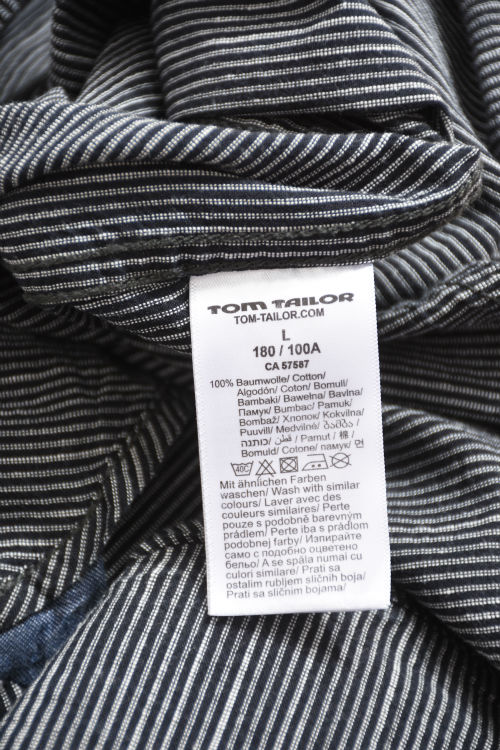 TOM TAILOR
TOM-TAILOR.COM
L
180 / 100A
CA 57587
100% Baumwolle/ Cotton/
Algodón/ Coton/ Bomull/
Bambaki/ Bawełna/ Bavlna/
Памук/ Bumbac/ Pamuk/
Bombaž/ Хлопок/ Kokvilna/
Puuvill/ Medvilnė/ ბამბა /
كتان / קטן / Pamut / 棉 /
Bomuld/ Cotone/ памук/ 면
40C
Mit ähnlichen Farben
waschen/ Wash with similar
colours/ Laver avec des
couleurs similaires/ Perte
pouze s podobně barevným
prádlem/ Perte iba s prádlom
podobnej farby/ Изпирайте
само с подобно оцветено
бельо/ A se spăla numai cu
culori similare/ Prati sa
ostalim rubljem sličnih boja/
Prati sa sličnim bojama/